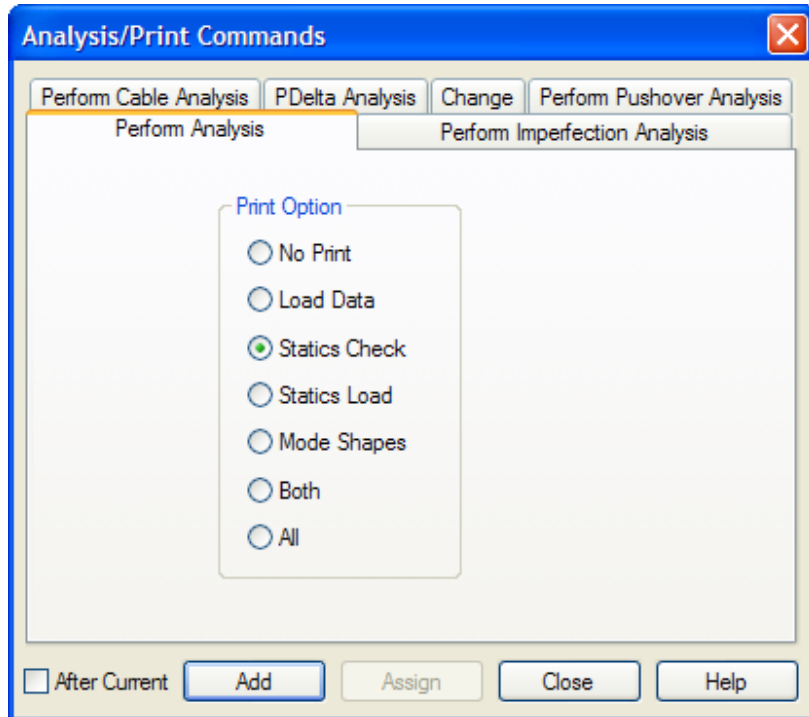 Analysis/Print Commands
Perform Cable Analysis PDelta Analysis Change Perform Pushover Analysis
Perform Analysis Perform Imperfection Analysis
Print Option
No Print
Load Data
Statics Check
Statics Load
Mode Shapes
Both
All
After Current Add Assign Close Help